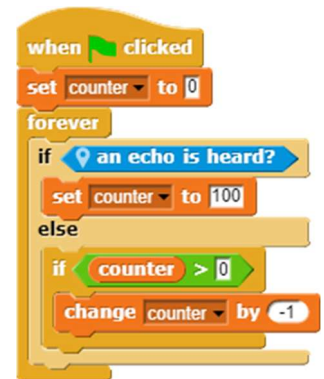 when clicked
set counter to 0
forever
if an echo is heard?
set counter to 100
else
if counter > 0
change counter by -1